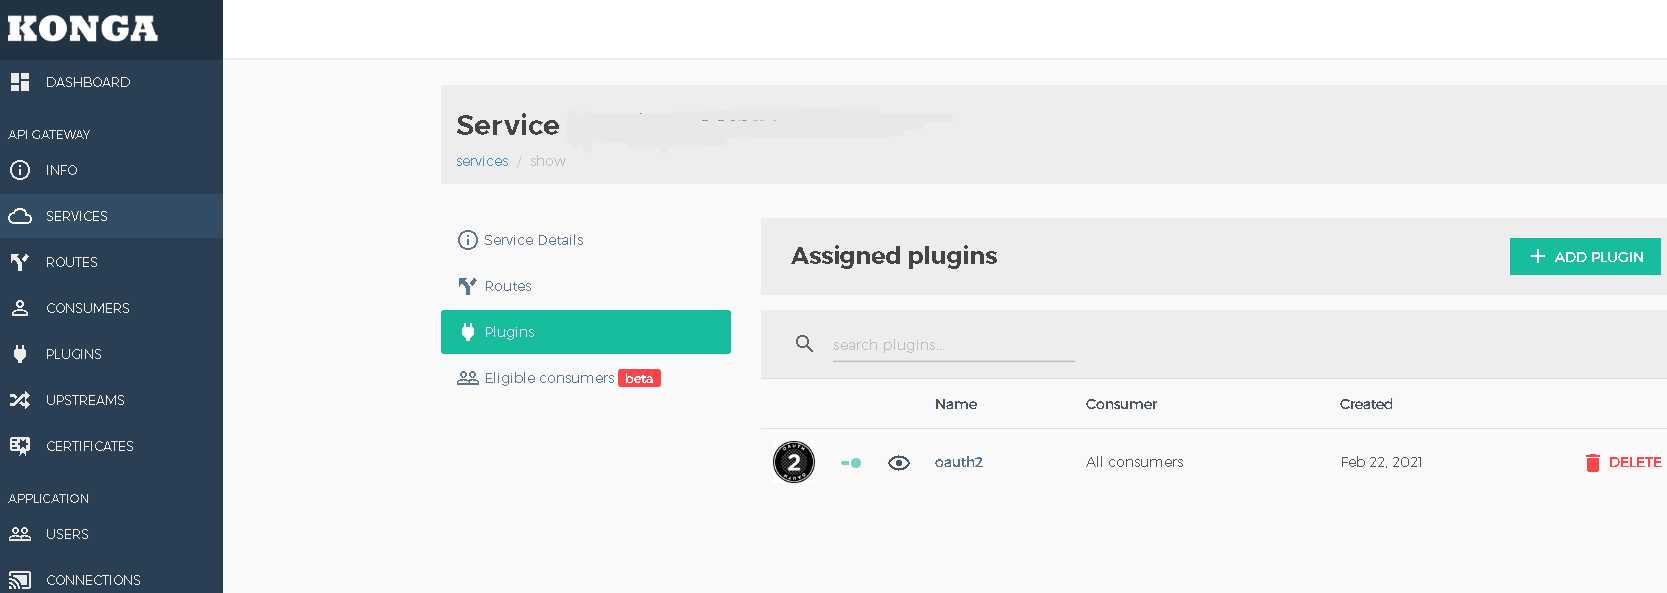 KONGA
DASHBOARD
API GATEWAY
INFO
SERVICES
ROUTES
CONSUMERS
PLUGINS
UPSTREAMS
CERTIFICATES
APPLICATION
USERS
CONNECTIONS
Service
services / show
Service Details
Routes
Plugins
Eligible consumers beta
Assigned plugins
ADD PLUGIN
search plugins...
Name Consumer Created
OAUTH 2 OAUTH oauth2 All consumers Feb 22, 2021 DELETE